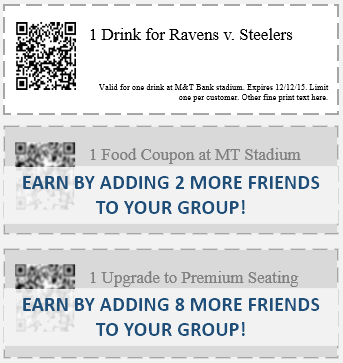 1 Drink for Ravens v. Steelers
Valid for one drink at M&T Bank stadium. Expires 12/12/15. Limit
one per customer. Other fine print text here.
1 Food Coupon at MT Stadium
EARN BY ADDING 2 MORE FRIENDS
TO YOUR GROUP!
1 Upgrade to Premium Seating
EARN BY ADDING 8 MORE FRIENDS
TO YOUR GROUP!